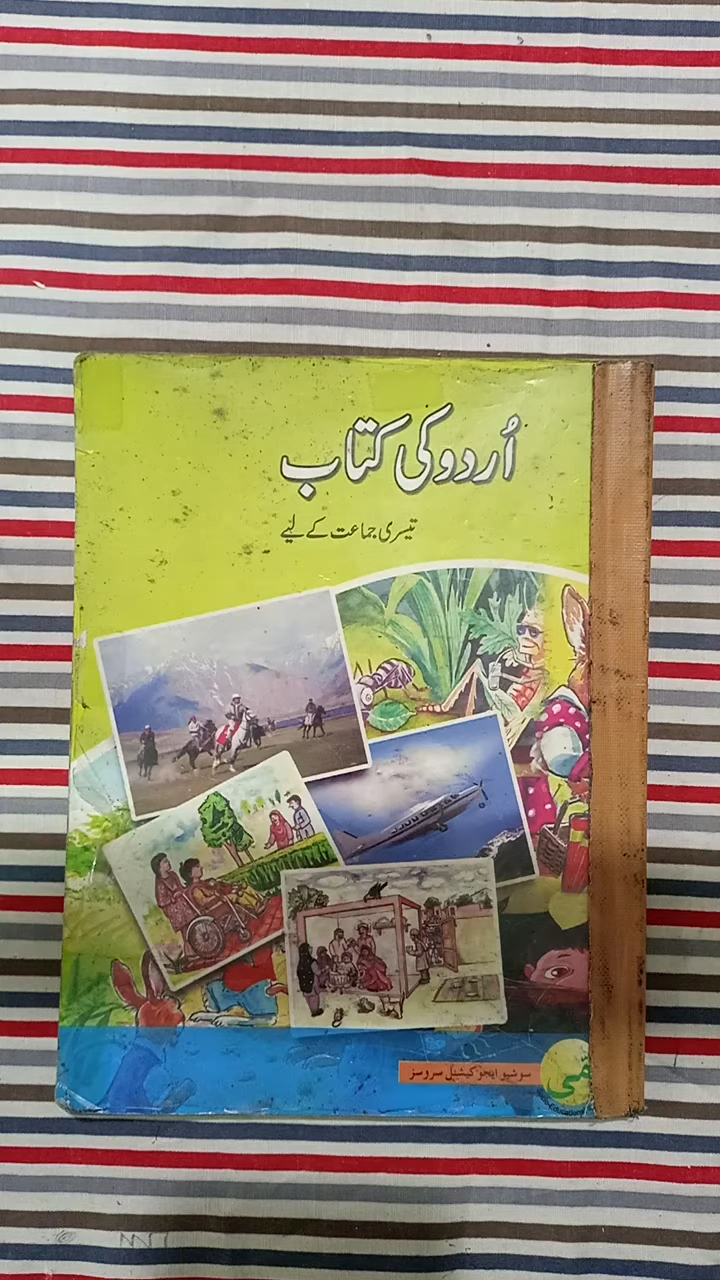 اُردو کی کتاب
تیسری جماعت کے لیے
سوشیو ایجوکیشنل سروسز